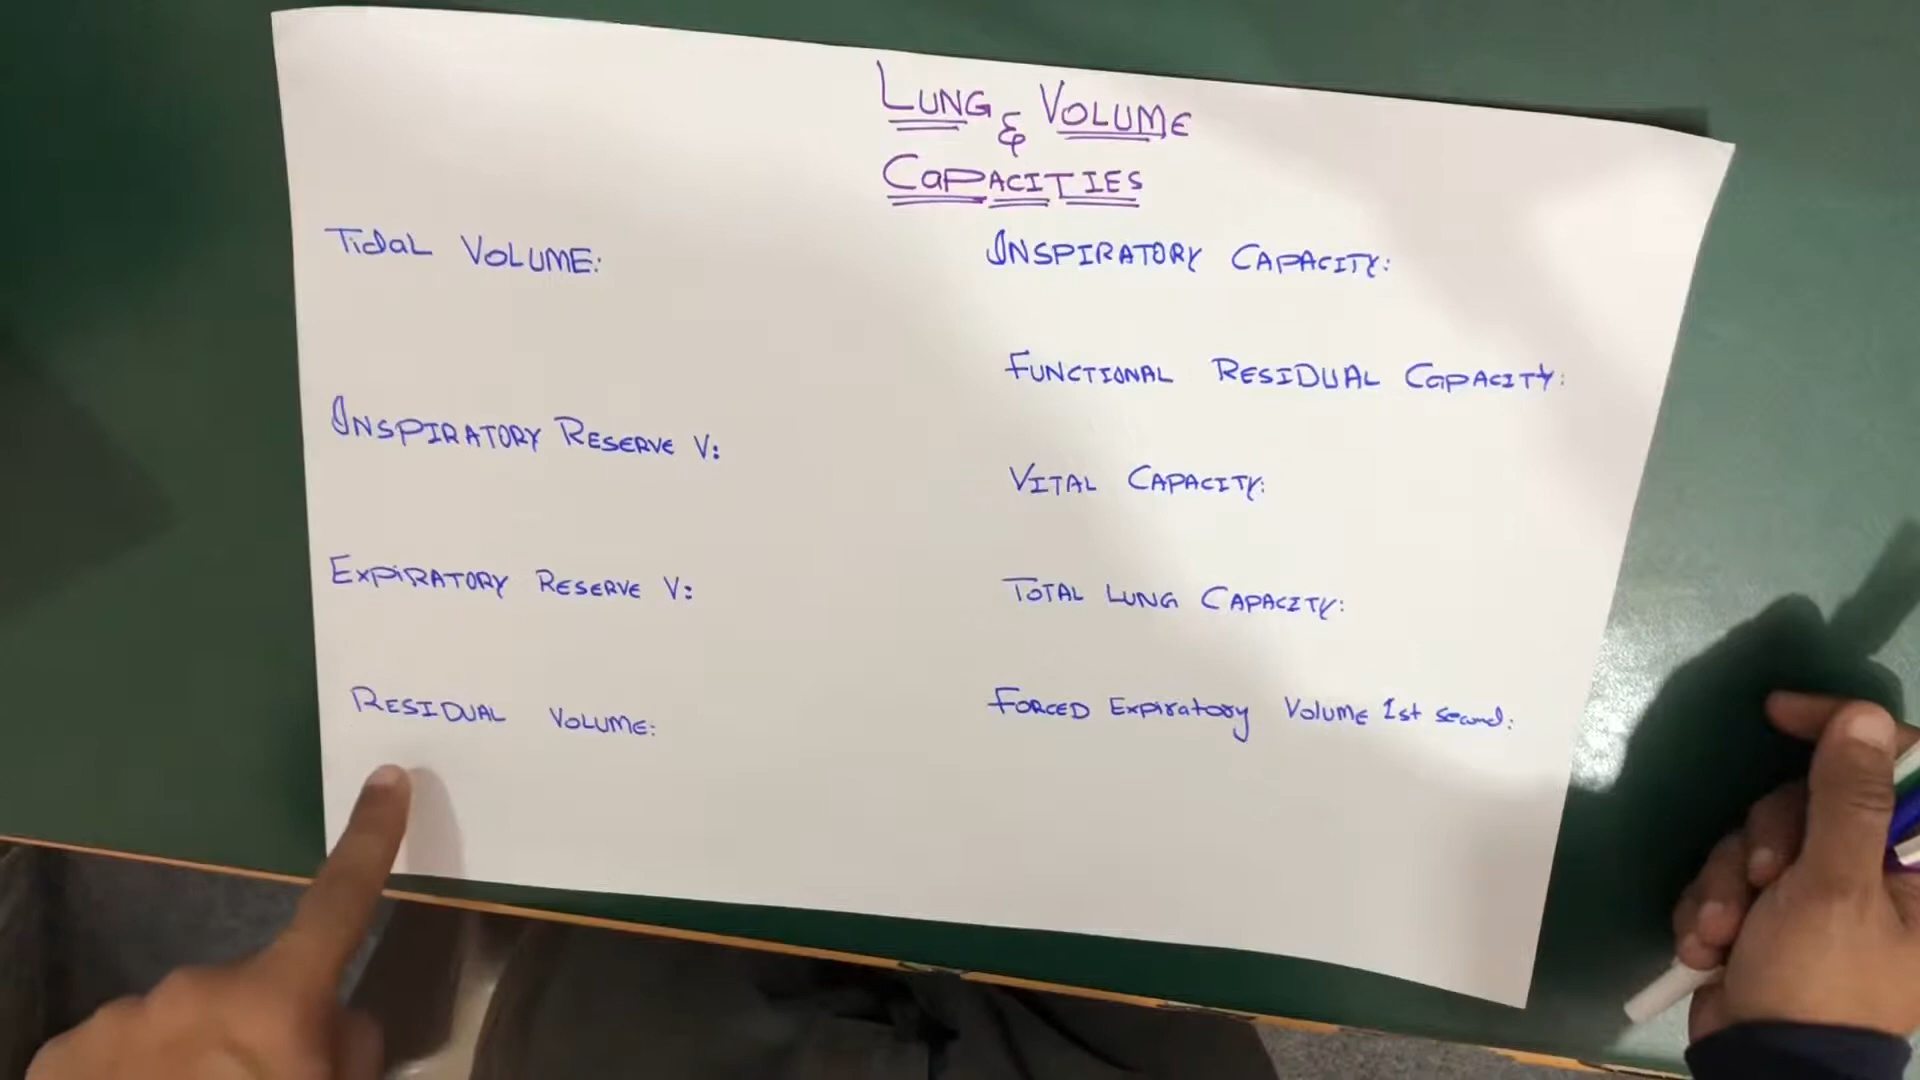 LUNG & VOLUME
CAPACITIES
TIDAL VOLUME:
INSPIRATORY RESERVE V:
EXPIRATORY RESERVE V:
RESIDUAL VOLUME:
INSPIRATORY CAPACITY:
FUNCTIONAL RESIDUAL CAPACITY:
VITAL CAPACITY:
TOTAL LUNG CAPACITY:
FORCED Expiratory VOLUME 1st second: